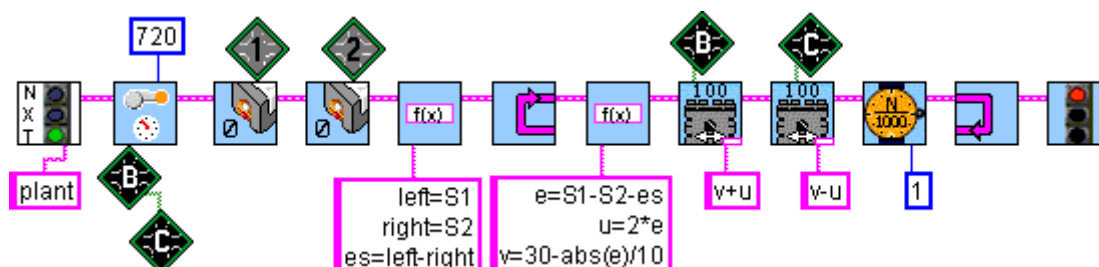 720
1
2
B
C
N
X
T
0
0
f(x)
f(x)
100
100
N
1000
plant
B
C
left=S1
right=S2
es=left-right
e=S1-S2-es
u=2*e
v=30-abs(e)/10
v+u
v-u
1